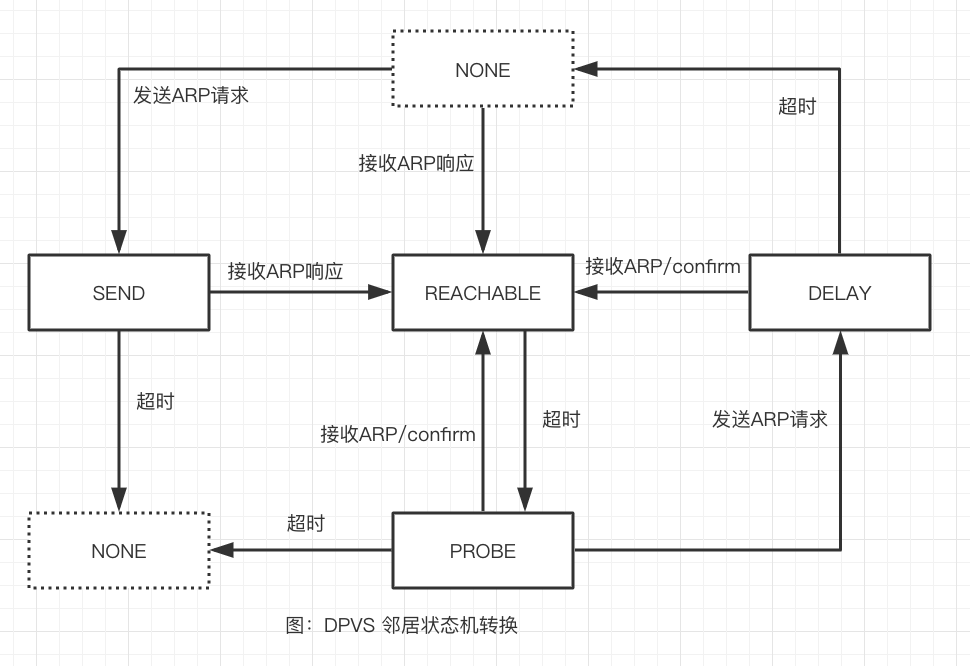 NONE
发送ARP请求
超时
接收ARP响应
SEND
接收ARP响应
REACHABLE
接收ARP/confirm
DELAY
超时
接收ARP/confirm
超时
发送ARP请求
NONE
超时
PROBE
图：DPVS 邻居状态机转换